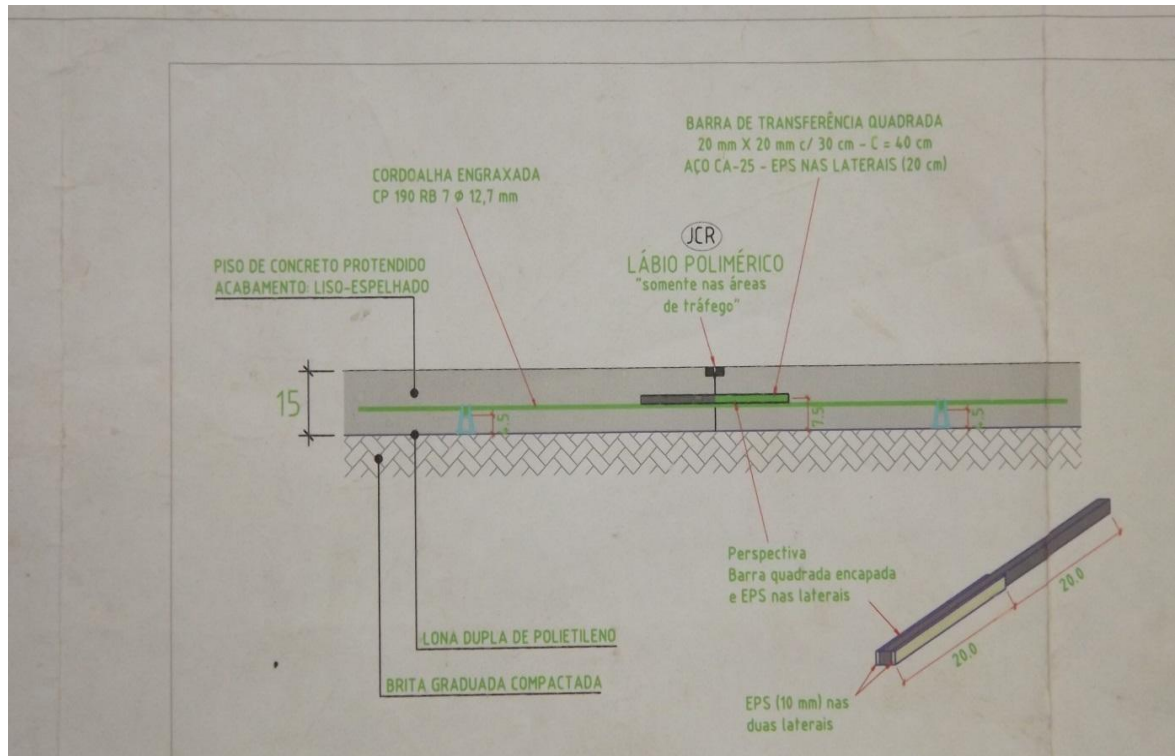 BARRA DE TRANSFERÊNCIA QUADRADA
20 mm X 20 mm c/ 30 cm - C = 40 cm
AÇO CA-25 - EPS NAS LATERAIS (20 cm)
CORDOALHA ENGRAXADA
CP 190 RB 7 Φ 12,7 mm
JCR
LÁBIO POLIMÉRICO
"somente nas áreas
de tráfego"
PISO DE CONCRETO PROTENDIDO
ACABAMENTO: LISO-ESPELHADO
15
7.5
Perspectiva
Barra quadrada encapada
e EPS nas laterais
20.0
20.0
LONA DUPLA DE POLIETILENO
BRITA GRADUADA COMPACTADA
EPS (10 mm) nas
duas laterais